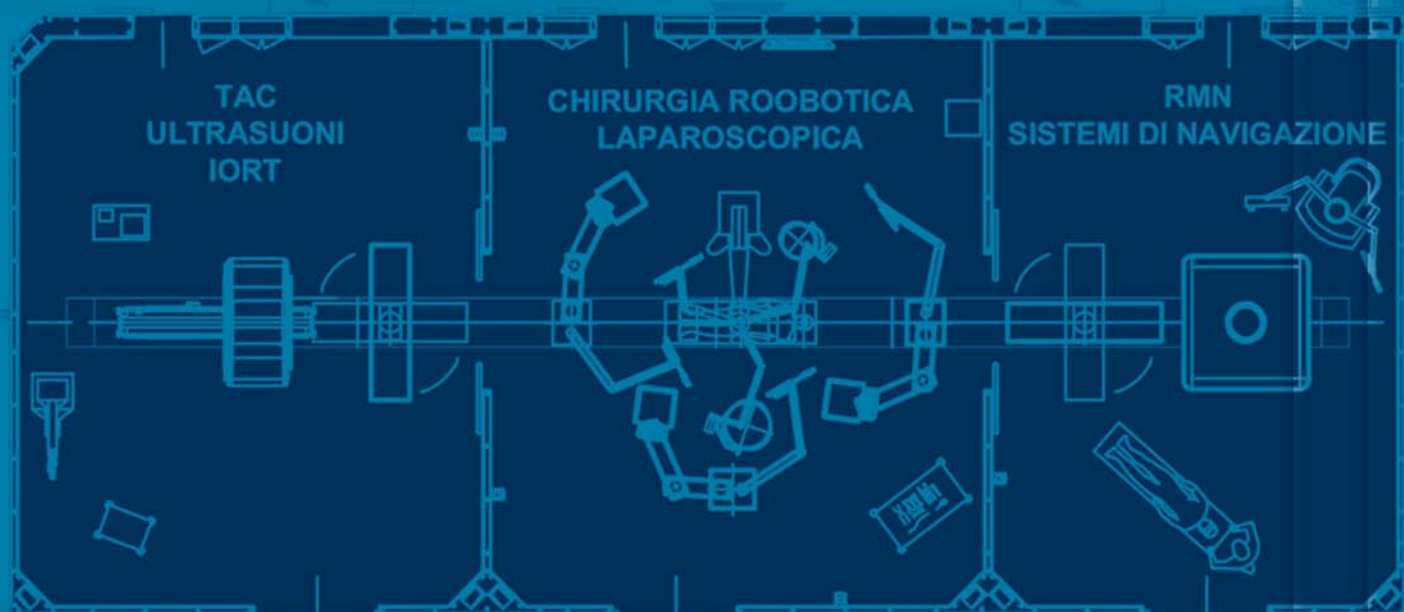 TAC
ULTRASUONI
IORT
CHIRURGIA ROOBOTICA
LAPAROSCOPICA
RMN
SISTEMI DI NAVIGAZIONE